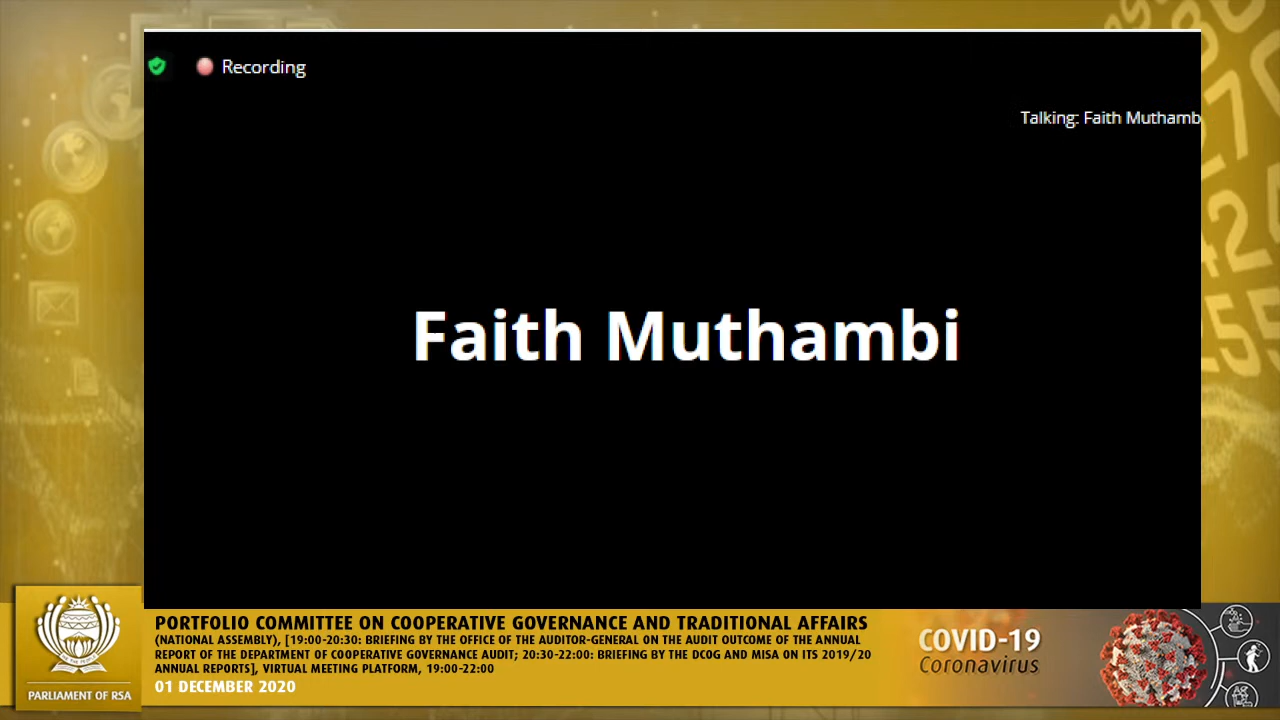 Recording
Talking: Faith Muthamb
Faith Muthambi
PORTFOLIO COMMITTEE ON COOPERATIVE GOVERNANCE AND TRADITIONAL AFFAIRS
(NATIONAL ASSEMBLY), [19:00-20:30: BRIEFING BY THE OFFICE OF THE AUDITOR-GENERAL ON THE AUDIT OUTCOME OF THE ANNUAL
REPORT OF THE DEPARTMENT OF COOPERATIVE GOVERNANCE AUDIT; 20:30-22:00: BRIEFING BY THE DCOG AND MISA ON ITS 2019/20
ANNUAL REPORTS], VIRTUAL MEETING PLATFORM, 19:00-22:00
01 DECEMBER 2020
PARLIAMENT OF RSA
COVID-19
Coronavirus